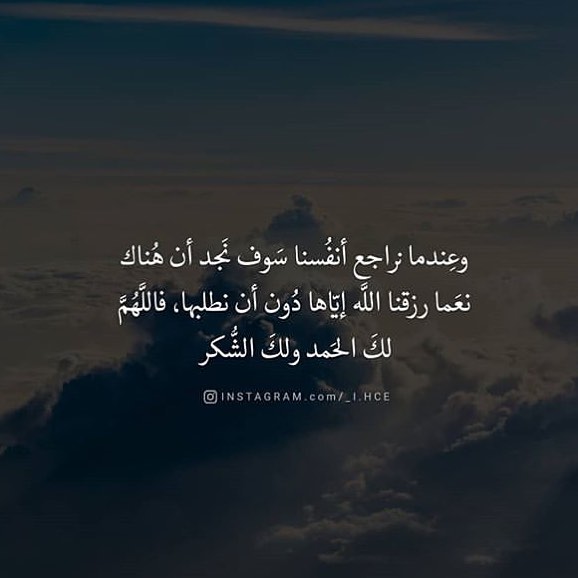 وعِندما نراجع أنفُسنا سَوف نَجد أن هُناك
نعَما رزقنا اللَّه إيّاها دُون أن نطلبها، فاللَّهُمَّ
لكَ الحَمد ولكَ الشُّكر
INSTAGRAM.com/_I.HCE